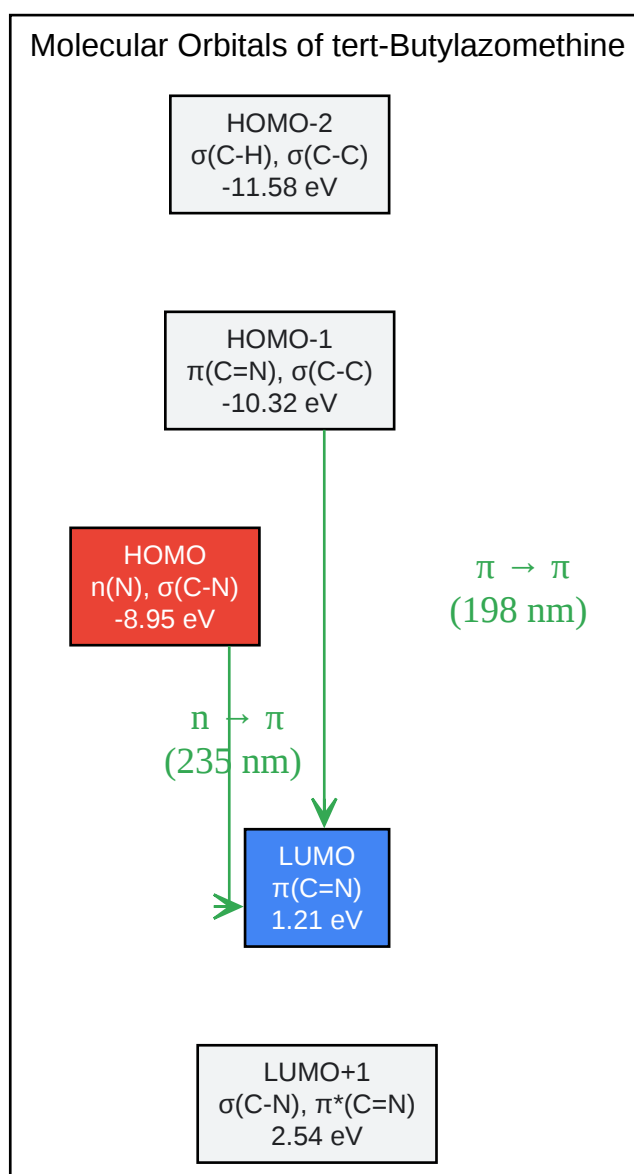 Molecular Orbitals of tert-Butylazomethine
HOMO-2
σ(C-H), σ(C-C)
-11.58 eV
HOMO-1
π(C=N), σ(C-C)
-10.32 eV
HOMO
n(N), σ(C-N)
-8.95 eV
π → π
(198 nm)
n → π
(235 nm)
LUMO
π(C=N)
1.21 eV
LUMO+1
σ(C-N), π*(C=N)
2.54 eV